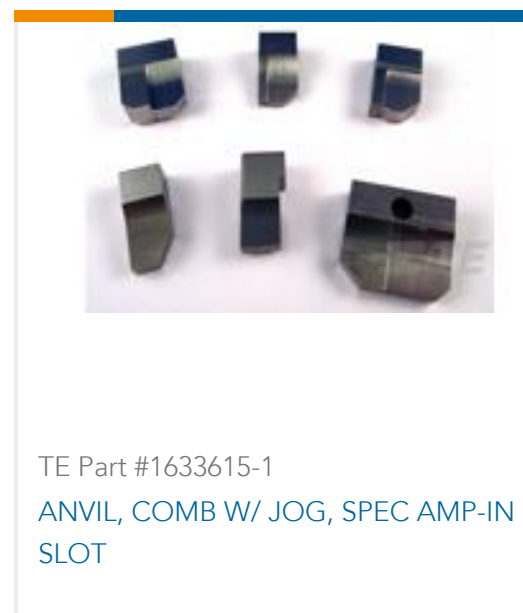 TE Part #1633615-1
ANVIL, COMB W/ JOG, SPEC AMP-IN
SLOT